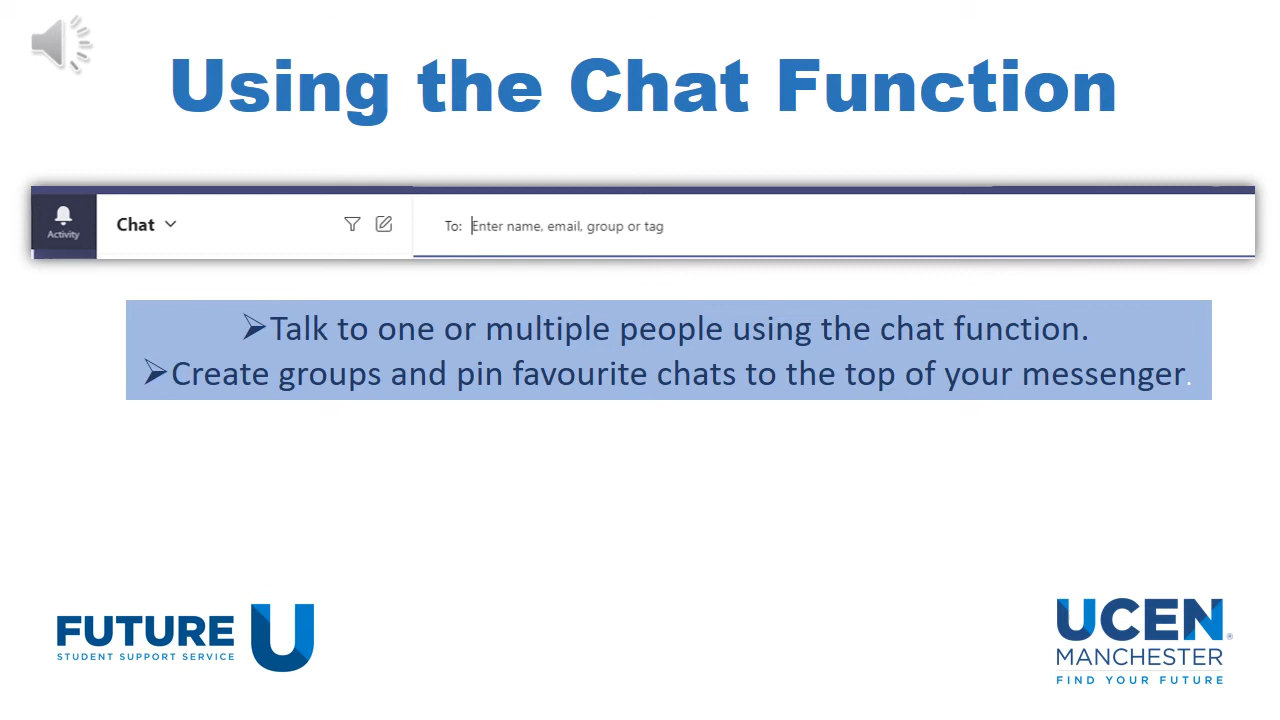 Using the Chat Function
Activity
Chat
To: Enter name, email, group or tag
➢Talk to one or multiple people using the chat function.
➢Create groups and pin favourite chats to the top of your messenger.
FUTURE U
STUDENT SUPPORT SERVICE
UCEN®
MANCHESTER
FIND YOUR FUTURE